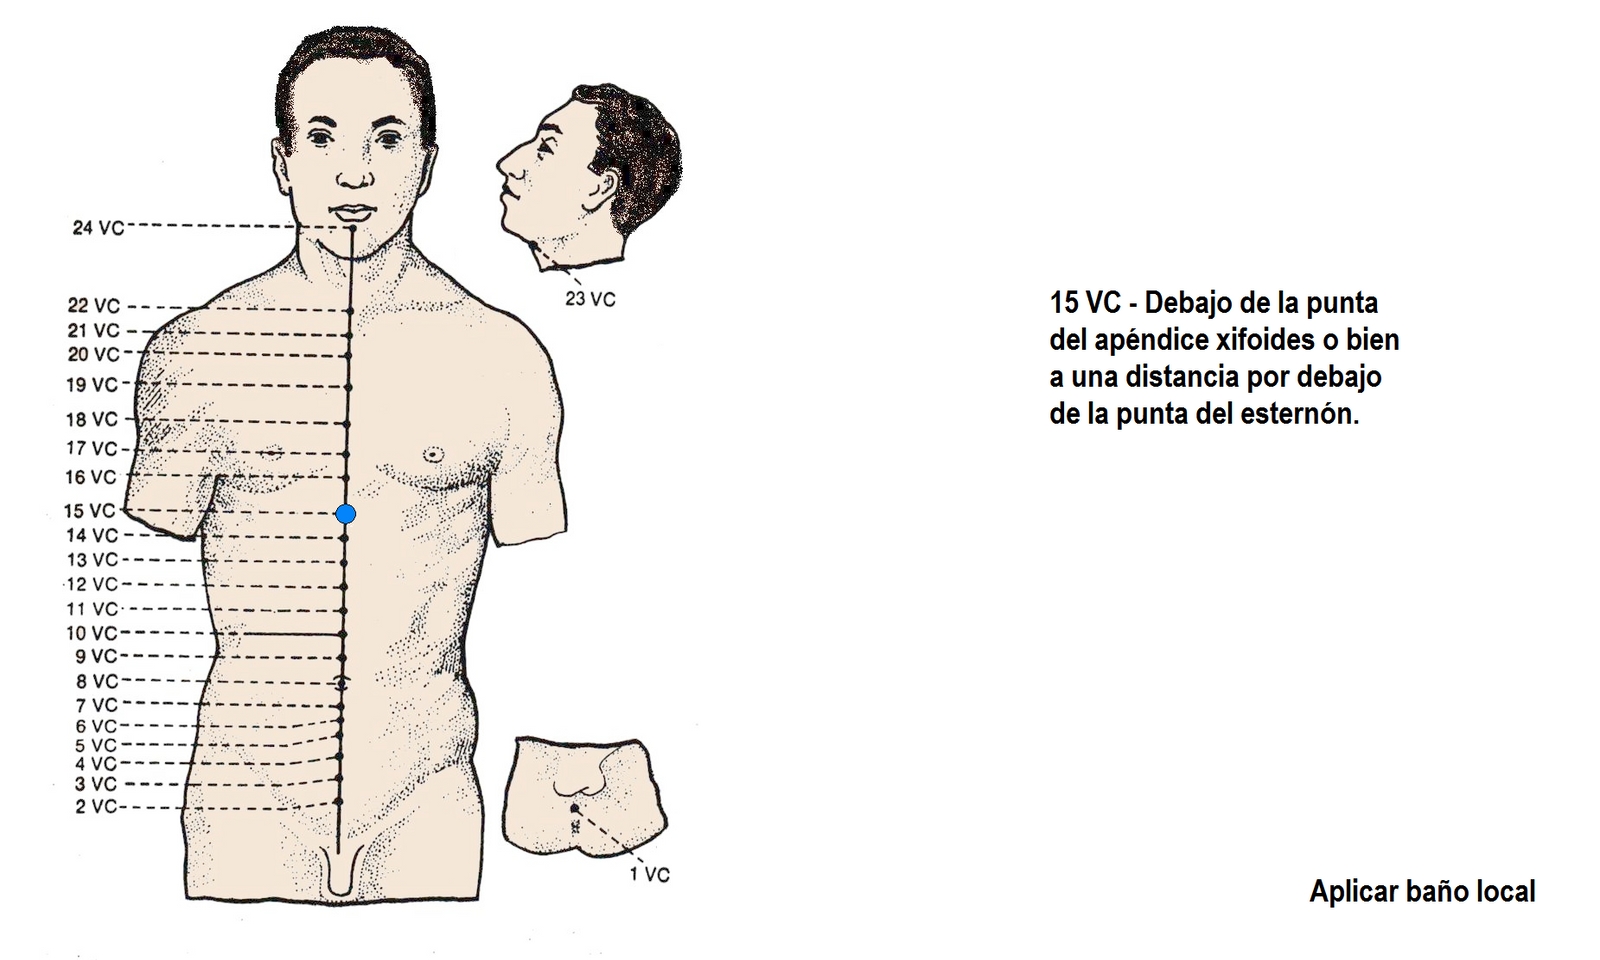 24 VC
22 VC
21 VC
20 VC
19 VC
18 VC
17 VC
16 VC
15 VC
14 VC
13 VC
12 VC
11 VC
10 VC
9 VC
8 VC
7 VC
6 VC
5 VC
4 VC
3 VC
2 VC
23 VC
1 VC
15 VC - Debajo de la punta
del apéndice xifoides o bien
a una distancia por debajo
de la punta del esternón.
Aplicar baño local